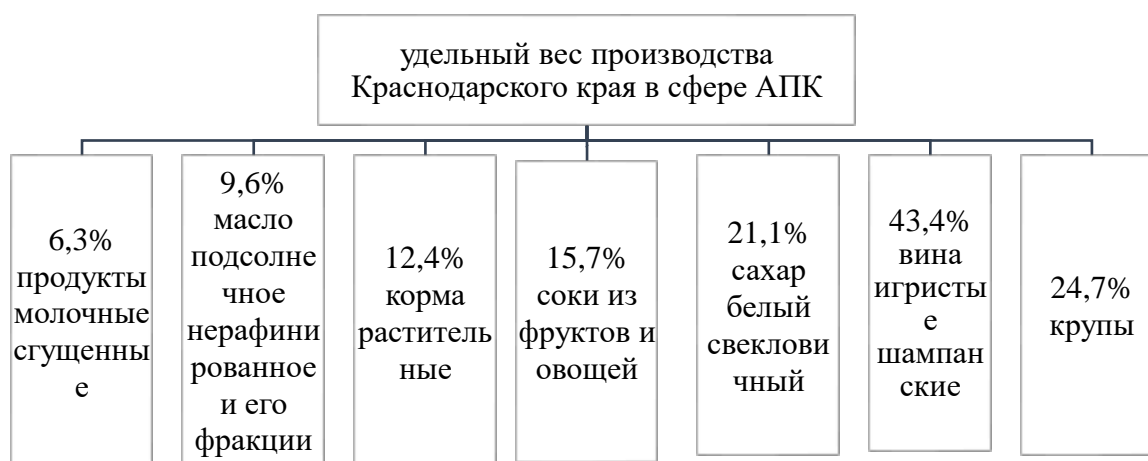 удельный вес производства
Краснодарского края в сфере АПК
6,3%
продукты
молочные
сгущенны
е
9,6%
масло
подсолне
чное
нерафини
рованное
и его
фракции
12,4%
корма
раститель
ные
15,7%
соки из
фруктов и
овощей
21,1%
сахар
белый
свеклови
чный
43,4%
вина
игристы
е
шампан
ские
24,7%
крупы